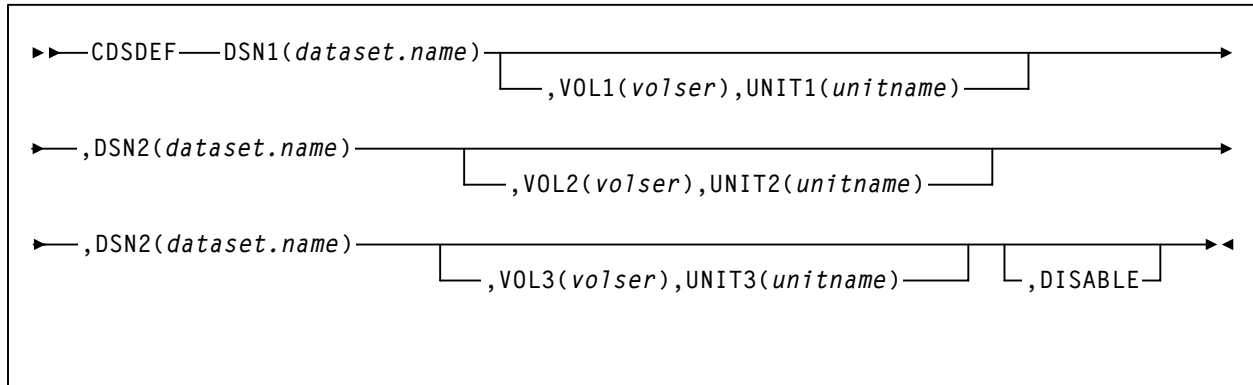 CDSDEF DSN1(dataset.name)
,VOL1(volser),UNIT1(unitname)
,DSN2(dataset.name)
,VOL2(volser),UNIT2(unitname)
,DSN2(dataset.name)
,VOL3(volser),UNIT3(unitname) ,DISABLE